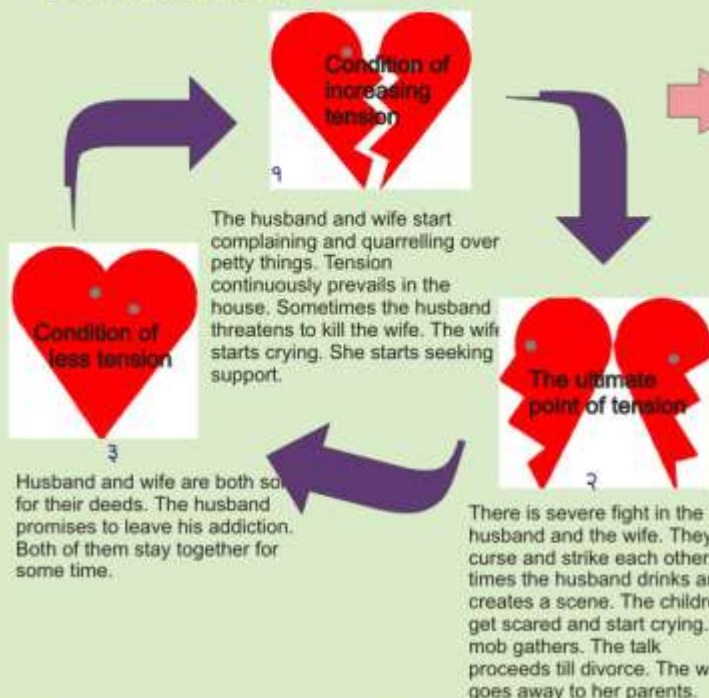 Condition of
increasing
tension
१
The husband and wife start
complaining and quarrelling over
petty things. Tension
continuously prevails in the
house. Sometimes the husband
threatens to kill the wife. The wife
starts crying. She starts seeking
support.
Condition of
less tension
३
Husband and wife are both
for their deeds. The husband
promises to leave his addiction.
Both of them stay together for
some time.
The ultimate
point of tension
२
There is severe fight in the
husband and the wife. They
curse and strike each other
times the husband drinks
creates a scene. The
get scared and start crying.
mob gathers. The talk
proceeds till divorce. The
goes away to her parents.